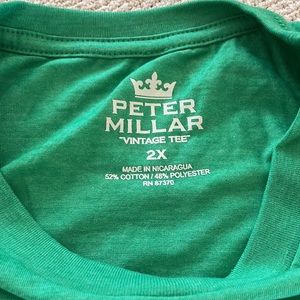 PETER
MILLAR
"VINTAGE TEE"
2X
MADE IN NICARAGUA
52% COTTON / 48% POLYESTER
RN 87370